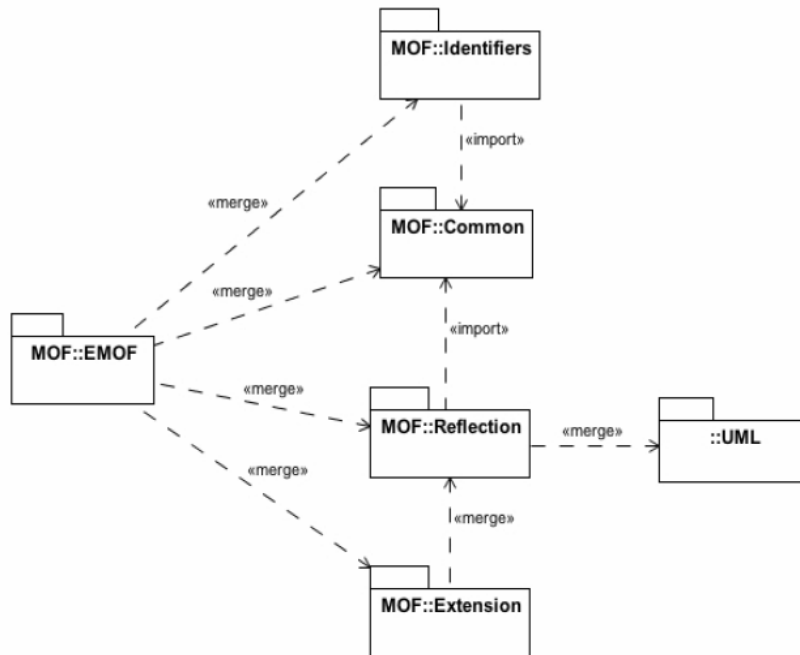 MOF::Identifiers
«import»
«merge»
MOF::Common
«merge»
«import»
MOF::EMOF
«merge»
MOF::Reflection
«merge»
::UML
«merge»
«merge»
MOF::Extension